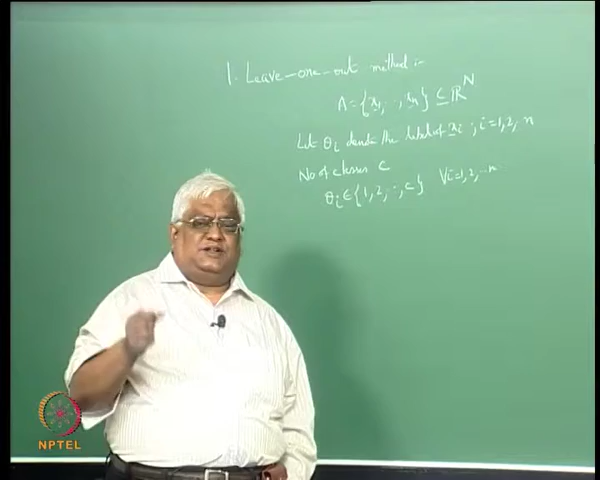 1. Leave-one-out method :-
A = {x₁, ..., xₙ} ⊆ ℝᴺ
Let θᵢ denote the label of xᵢ ; i=1,2,..n
No of classes c
θᵢ ∈ {1,2,..,c} ∀i=1,2,..n
NPTEL